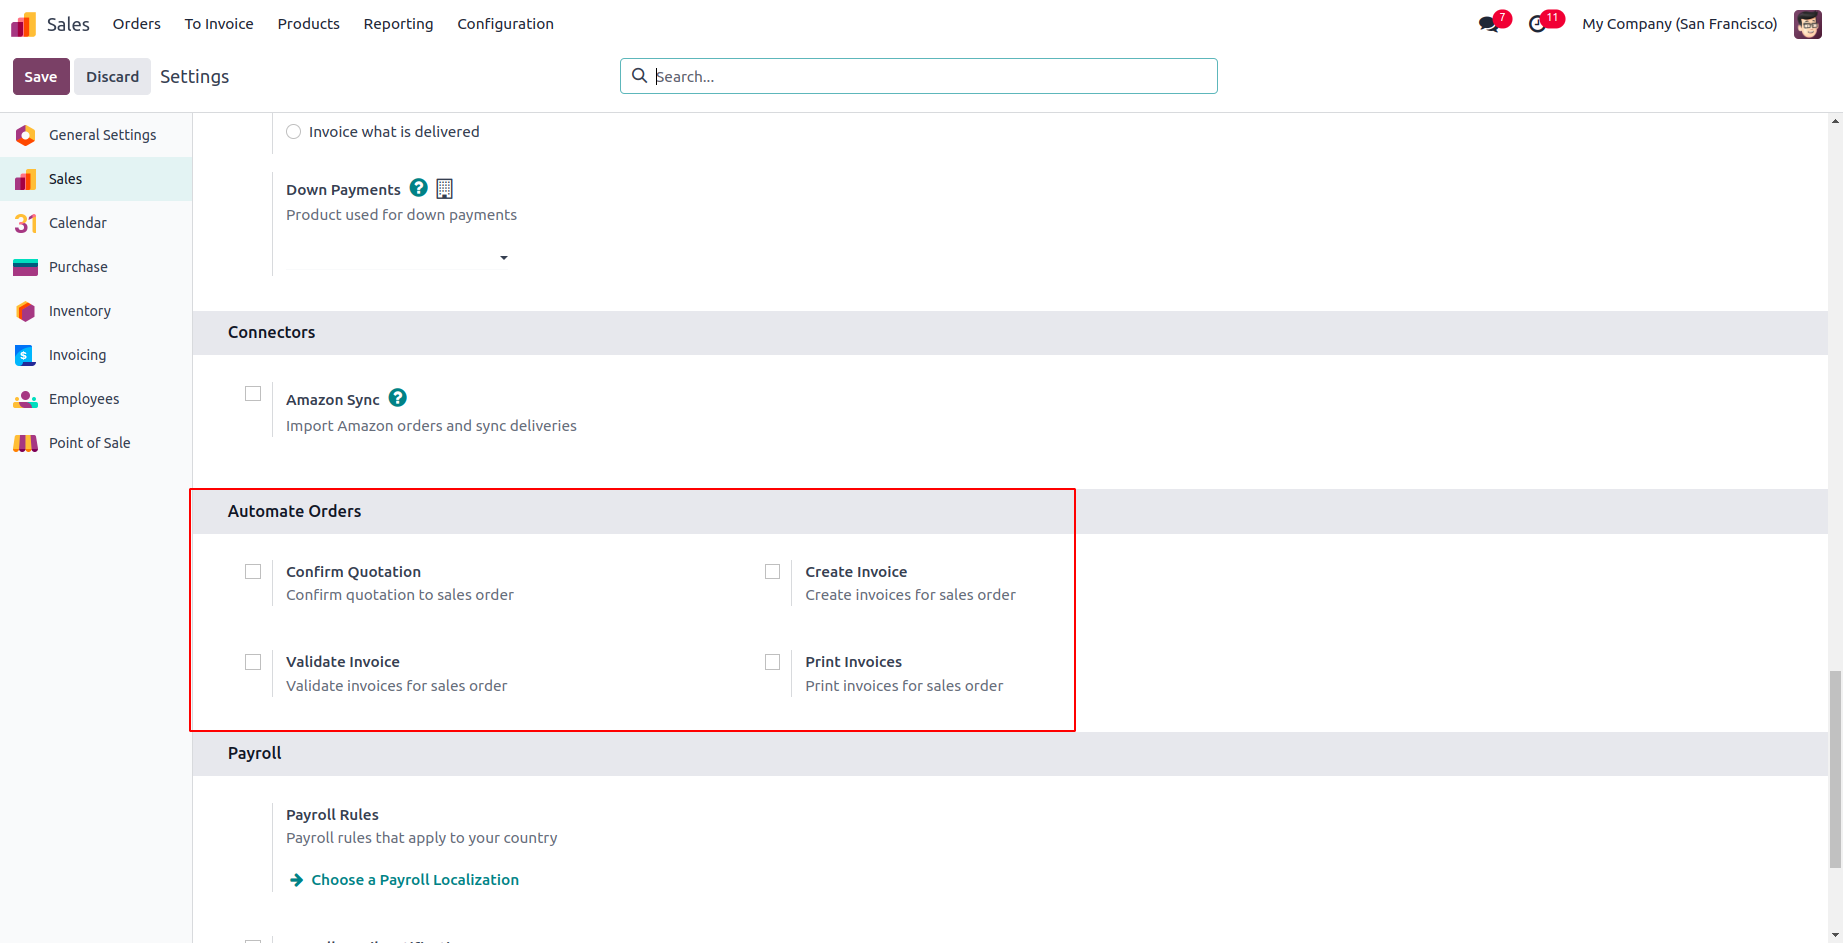 Sales Orders To Invoice Products Reporting Configuration 7 11 My Company (San Francisco)
Save Discard Settings Search...
General Settings
Sales
Calendar
Purchase
Inventory
Invoicing
Employees
Point of Sale
Invoice what is delivered
Down Payments ?
Product used for down payments
Connectors
Amazon Sync ?
Import Amazon orders and sync deliveries
Automate Orders
Confirm Quotation
Confirm quotation to sales order
Create Invoice
Create invoices for sales order
Validate Invoice
Validate invoices for sales order
Print Invoices
Print invoices for sales order
Payroll
Payroll Rules
Payroll rules that apply to your country
Choose a Payroll Localization